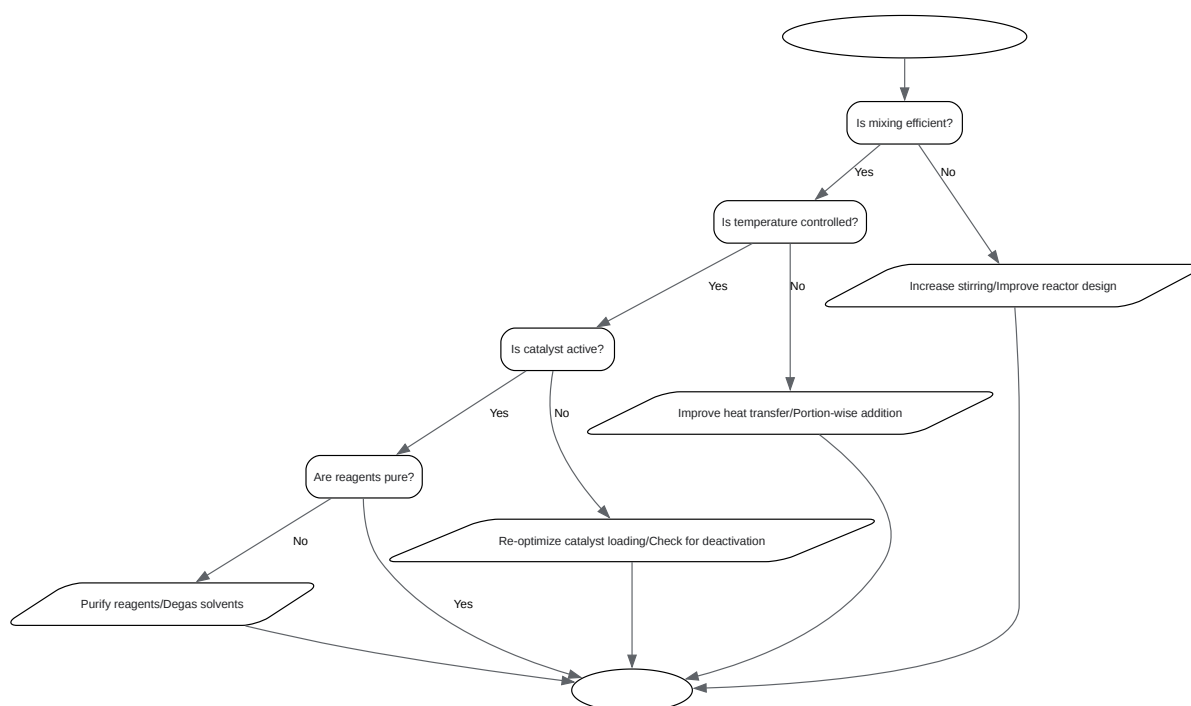 Is mixing efficient?
Yes
No
Is temperature controlled?
Yes
No
Increase stirring/Improve reactor design
Is catalyst active?
Yes
No
Improve heat transfer/Portion-wise addition
Are reagents pure?
No
Yes
Re-optimize catalyst loading/Check for deactivation
Purify reagents/Degas solvents